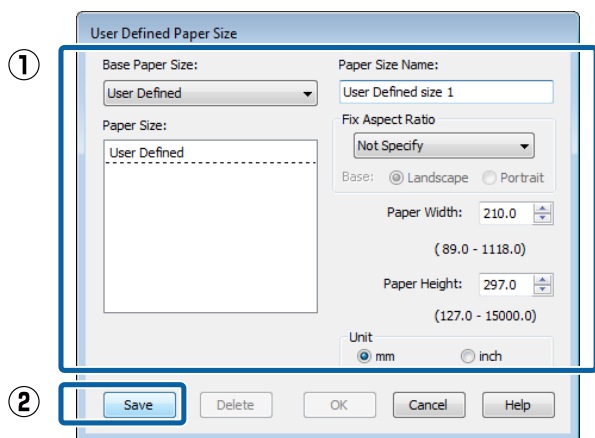 User Defined Paper Size
①
Base Paper Size:
User Defined
Paper Size:
User Defined
Paper Size Name:
User Defined size 1
Fix Aspect Ratio
Not Specify
Base: Landscape Portrait
Paper Width: 210.0
( 89.0 - 1118.0)
Paper Height: 297.0
(127.0 - 15000.0)
Unit
mm inch
②
Save Delete OK Cancel Help